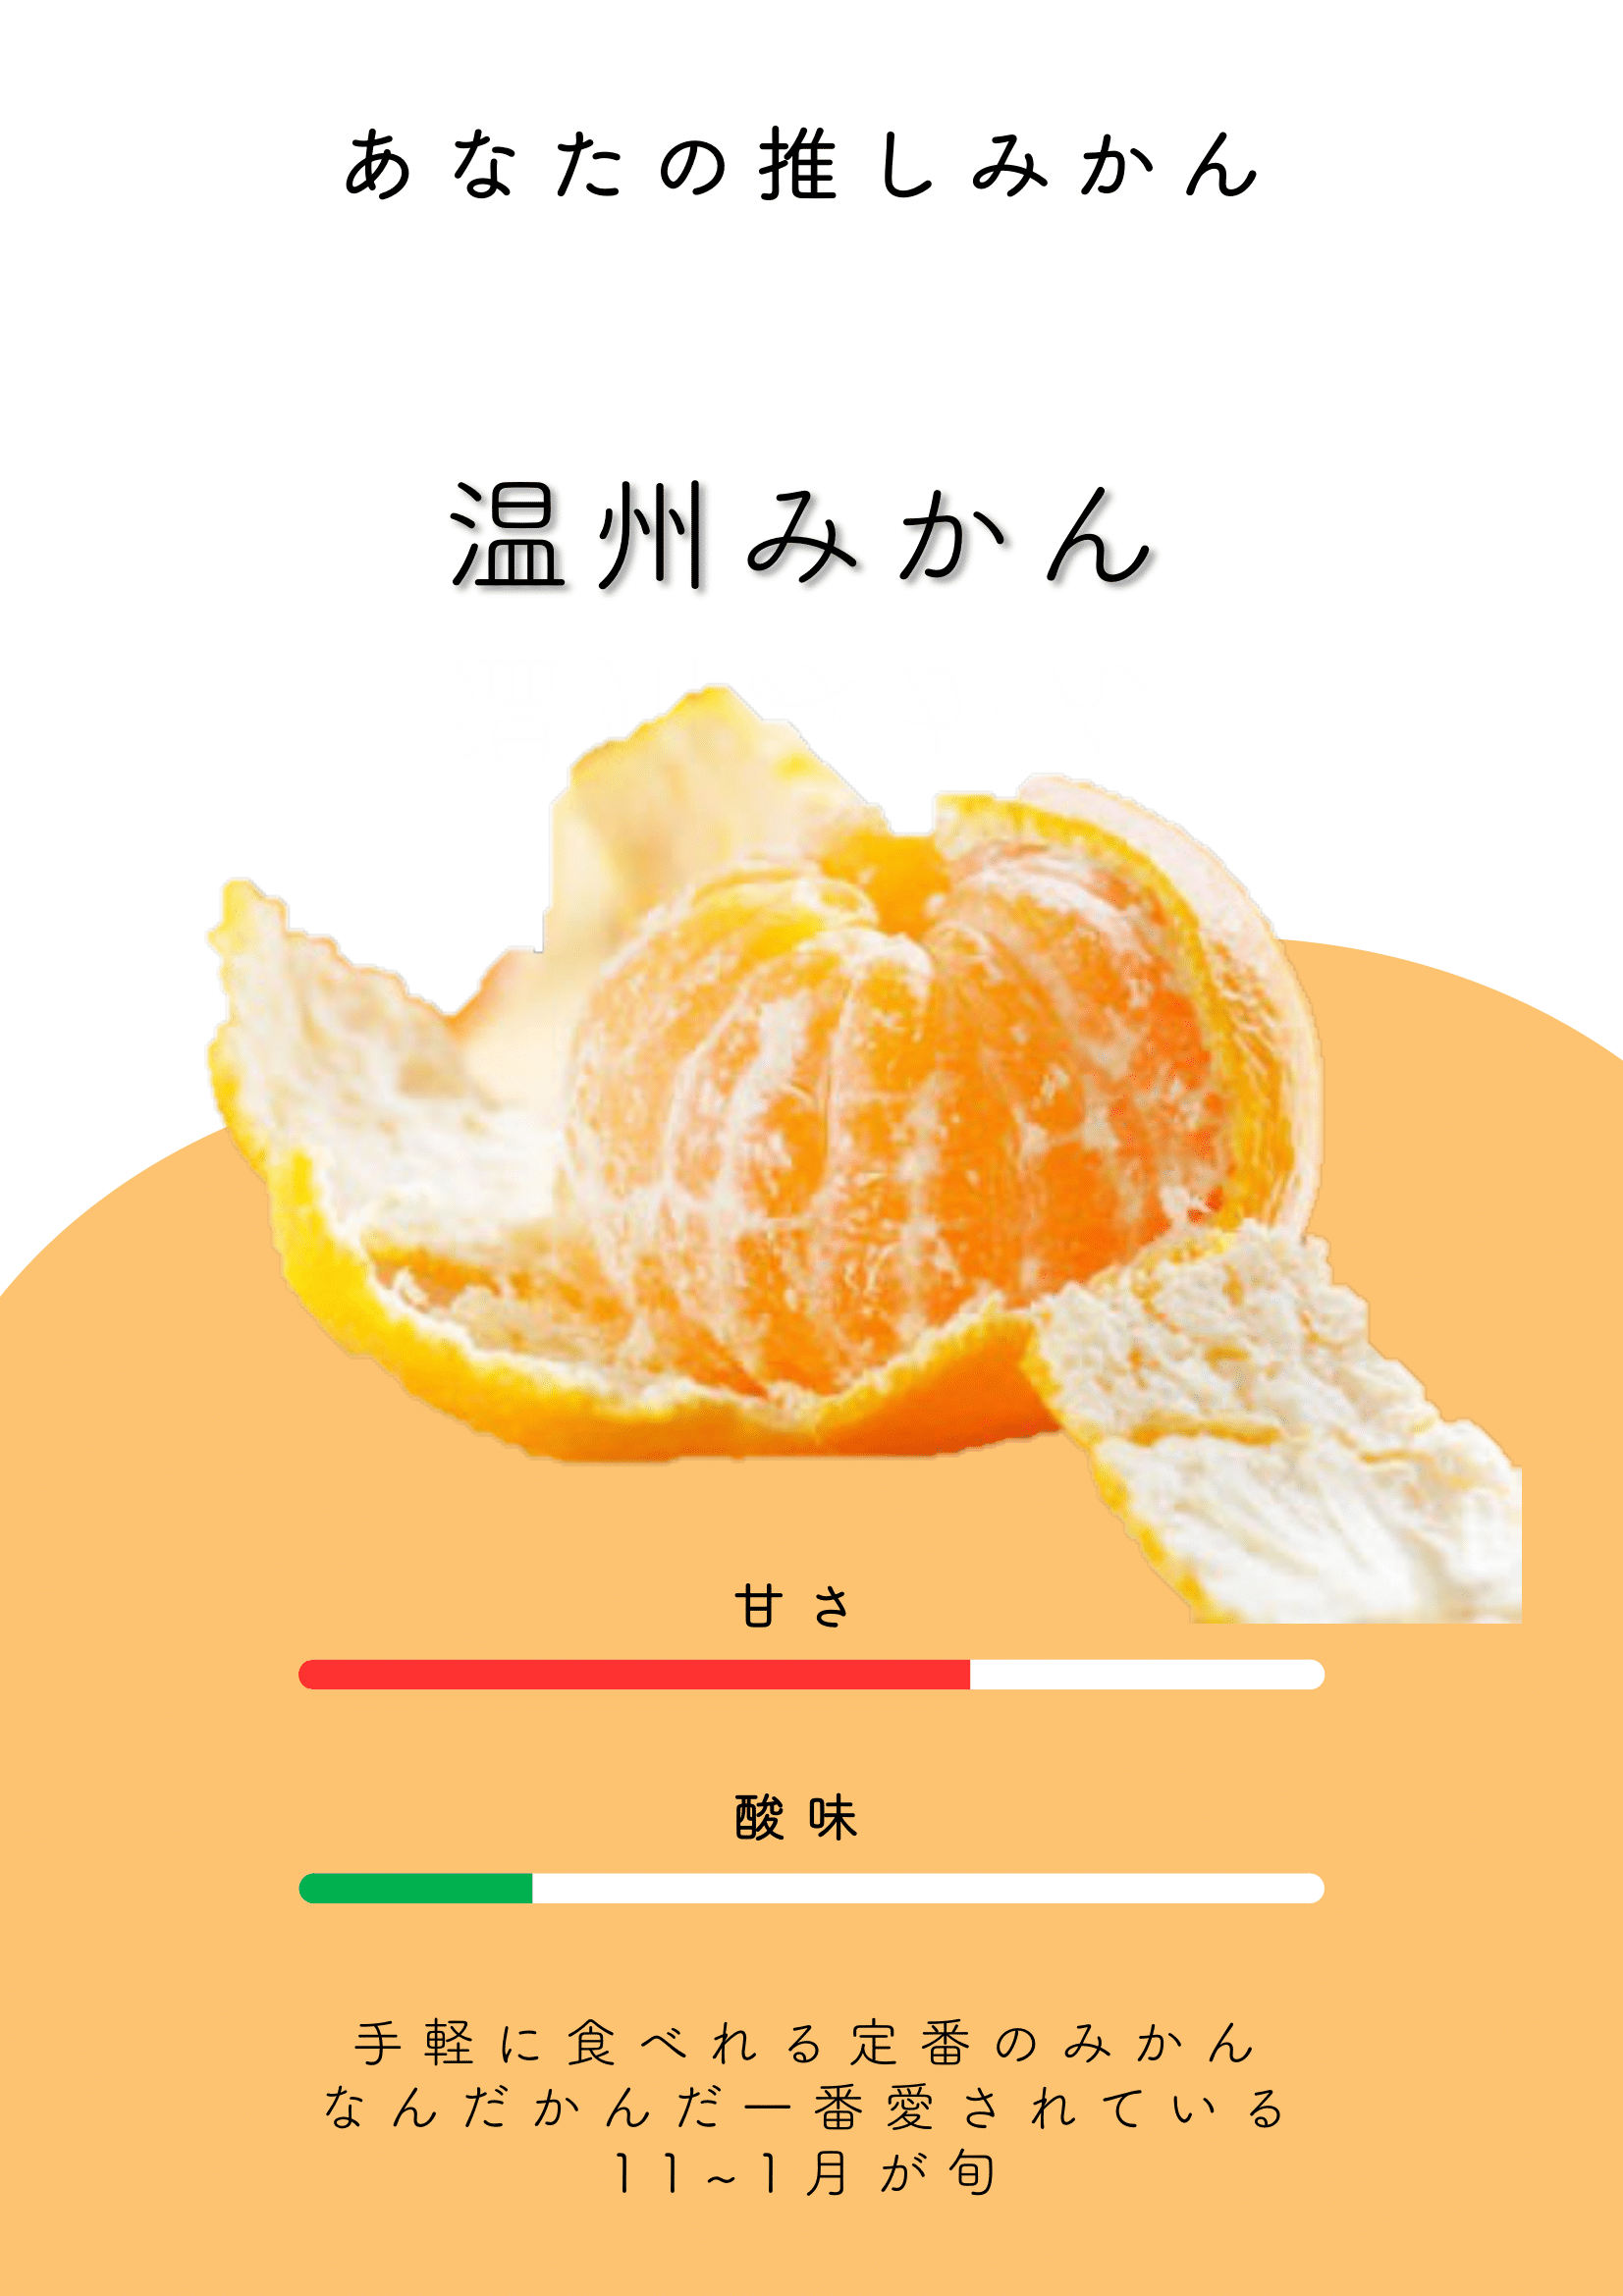 あなたの推しみかん
温州みかん
甘さ
酸味
手軽に食べれる定番のみかん
なんだかんだ一番愛されている
11~1月が旬